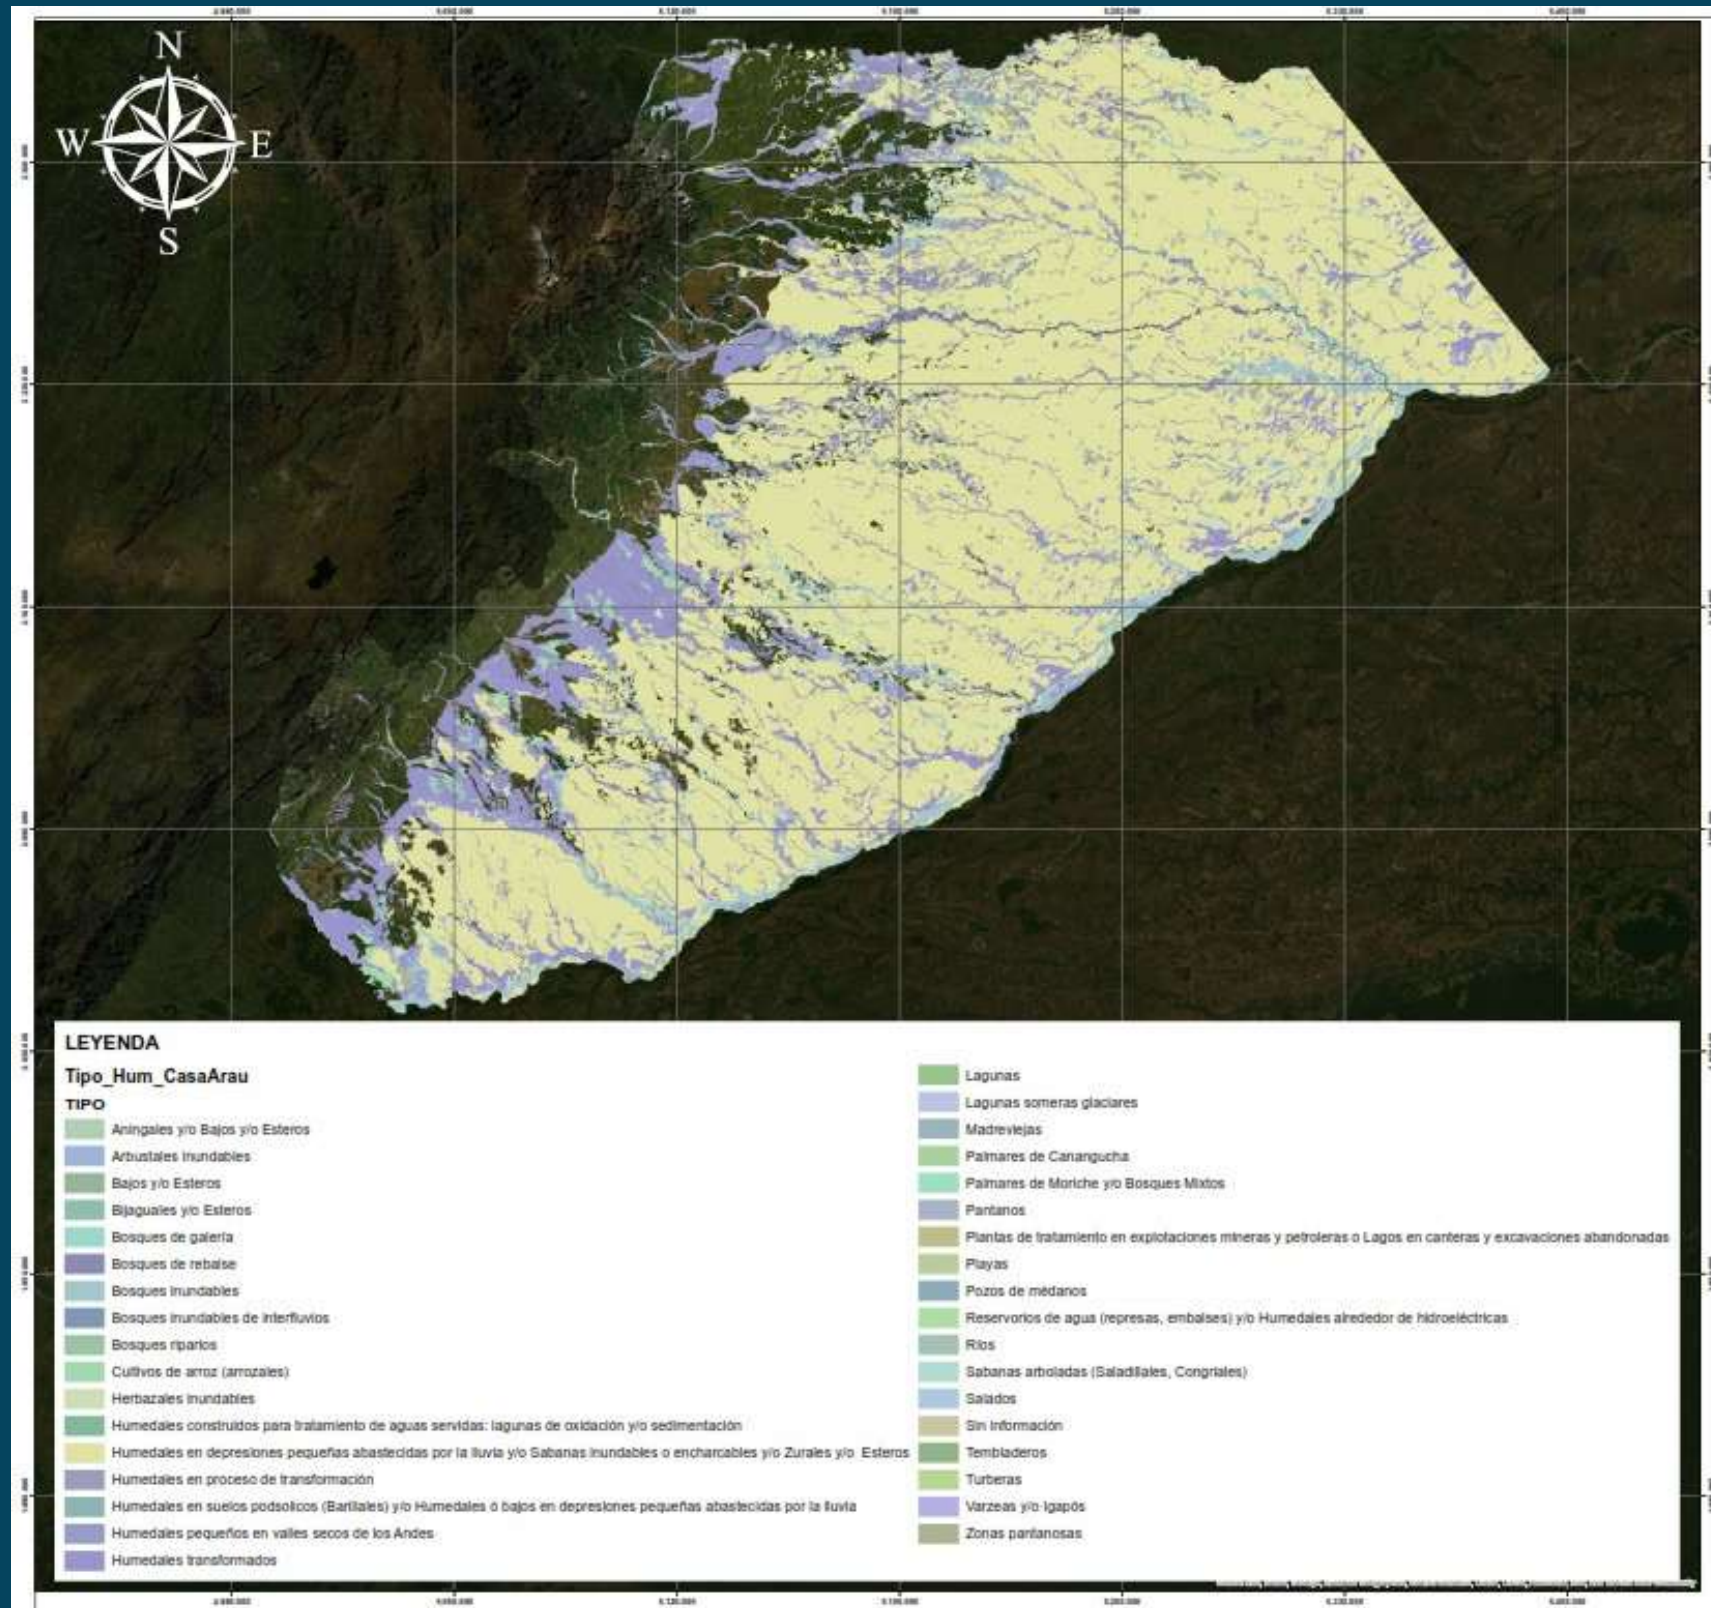 N
W
E
S
LEYENDA
Tipo_Hum_CasaArau
TIPO
Aningales y/o Bajos y/o Esteros
Arbustales inundables
Bajos y/o Esteros
Bijaguales y/o Esteros
Bosques de galería
Bosques de rebalse
Bosques inundables
Bosques inundables de interfluvios
Bosques riparios
Cultivos de arroz (arrozales)
Herbazales inundables
Humedales construidos para tratamiento de aguas servidas: lagunas de oxidación y/o sedimentación
Humedales en depresiones pequeñas abastecidas por la lluvia y/o Sabanas inundables o encharcables y/o Zurales y/o Esteros
Humedales en proceso de transformación
Humedales en suelos podsolicos (Barillales) y/o Humedales ó bajos en depresiones pequeñas abastecidas por la lluvia
Humedales pequeños en valles secos de los Andes
Humedales transformados
Lagunas
Lagunas someras glaciares
Madreviejas
Palmares de Canangucha
Palmares de Moriche y/o Bosques Mixtos
Pantanos
Plantas de tratamiento en explotaciones mineras y petroleras o Lagos en canteras y excavaciones abandonadas
Playas
Pozos de médanos
Reservorios de agua (represas, embalses) y/o Humedales alrededor de hidroeléctricas
Ríos
Sabanas arboladas (Saladillales, Congriales)
Salados
Sin Información
Tembladeros
Turberas
Varzeas y/o Igapós
Zonas pantanosas